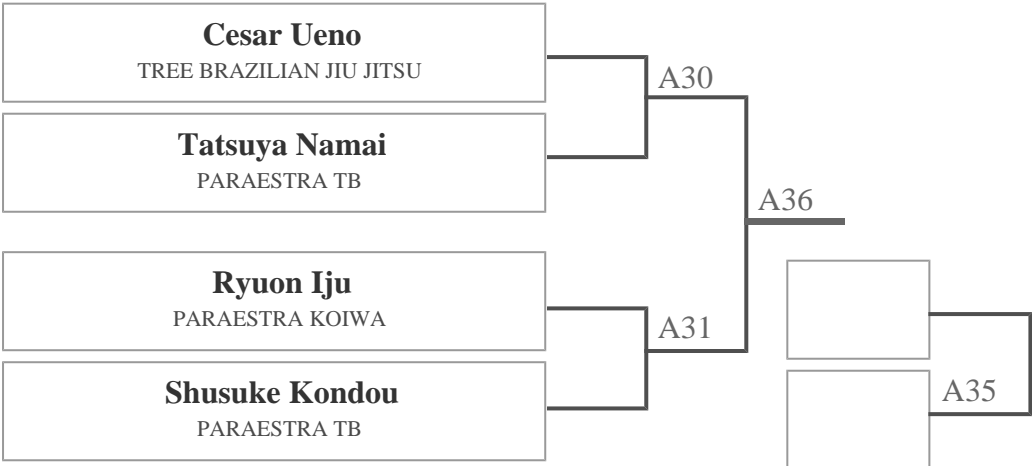 Cesar Ueno
TREE BRAZILIAN JIU JITSU
A30
Tatsuya Namai
PARAESTRA TB
A36
Ryuon Iju
PARAESTRA KOIWA
A31
Shusuke Kondou
PARAESTRA TB
A35